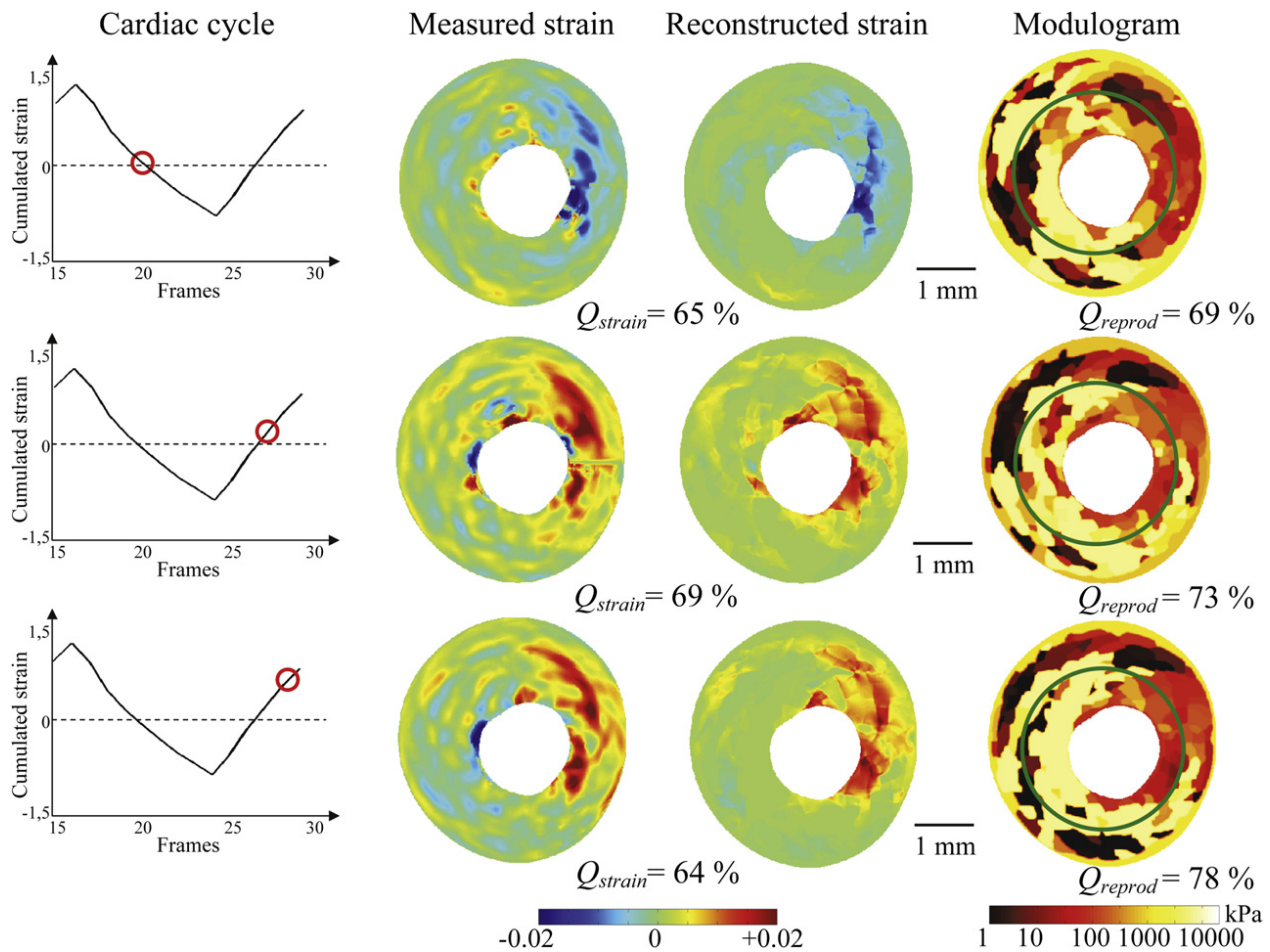 Cardiac cycle Measured strain Reconstructed strain Modulogram
Cumulated strain
1,5
0
-1,5
15 20 25 30
Frames
1 mm
Qstrain= 65 %
Qreprod = 69 %
Cumulated strain
1,5
0
-1,5
15 20 25 30
Frames
1 mm
Qstrain= 69 %
Qreprod = 73 %
Cumulated strain
1,5
0
-1,5
15 20 25 30
Frames
1 mm
Qstrain= 64 %
Qreprod = 78 %
-0.02 0 +0.02
kPa
1 10 100 1000 10000